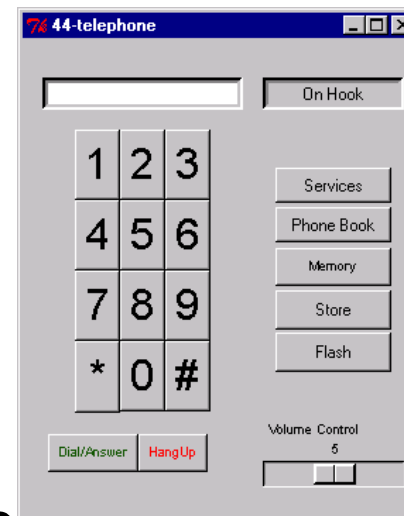 44-telephone
On Hook
1 2 3
4 5 6
7 8 9
* 0 #
Services
Phone Book
Memory
Store
Flash
Dial/Answer HangUp
Volume Control
5